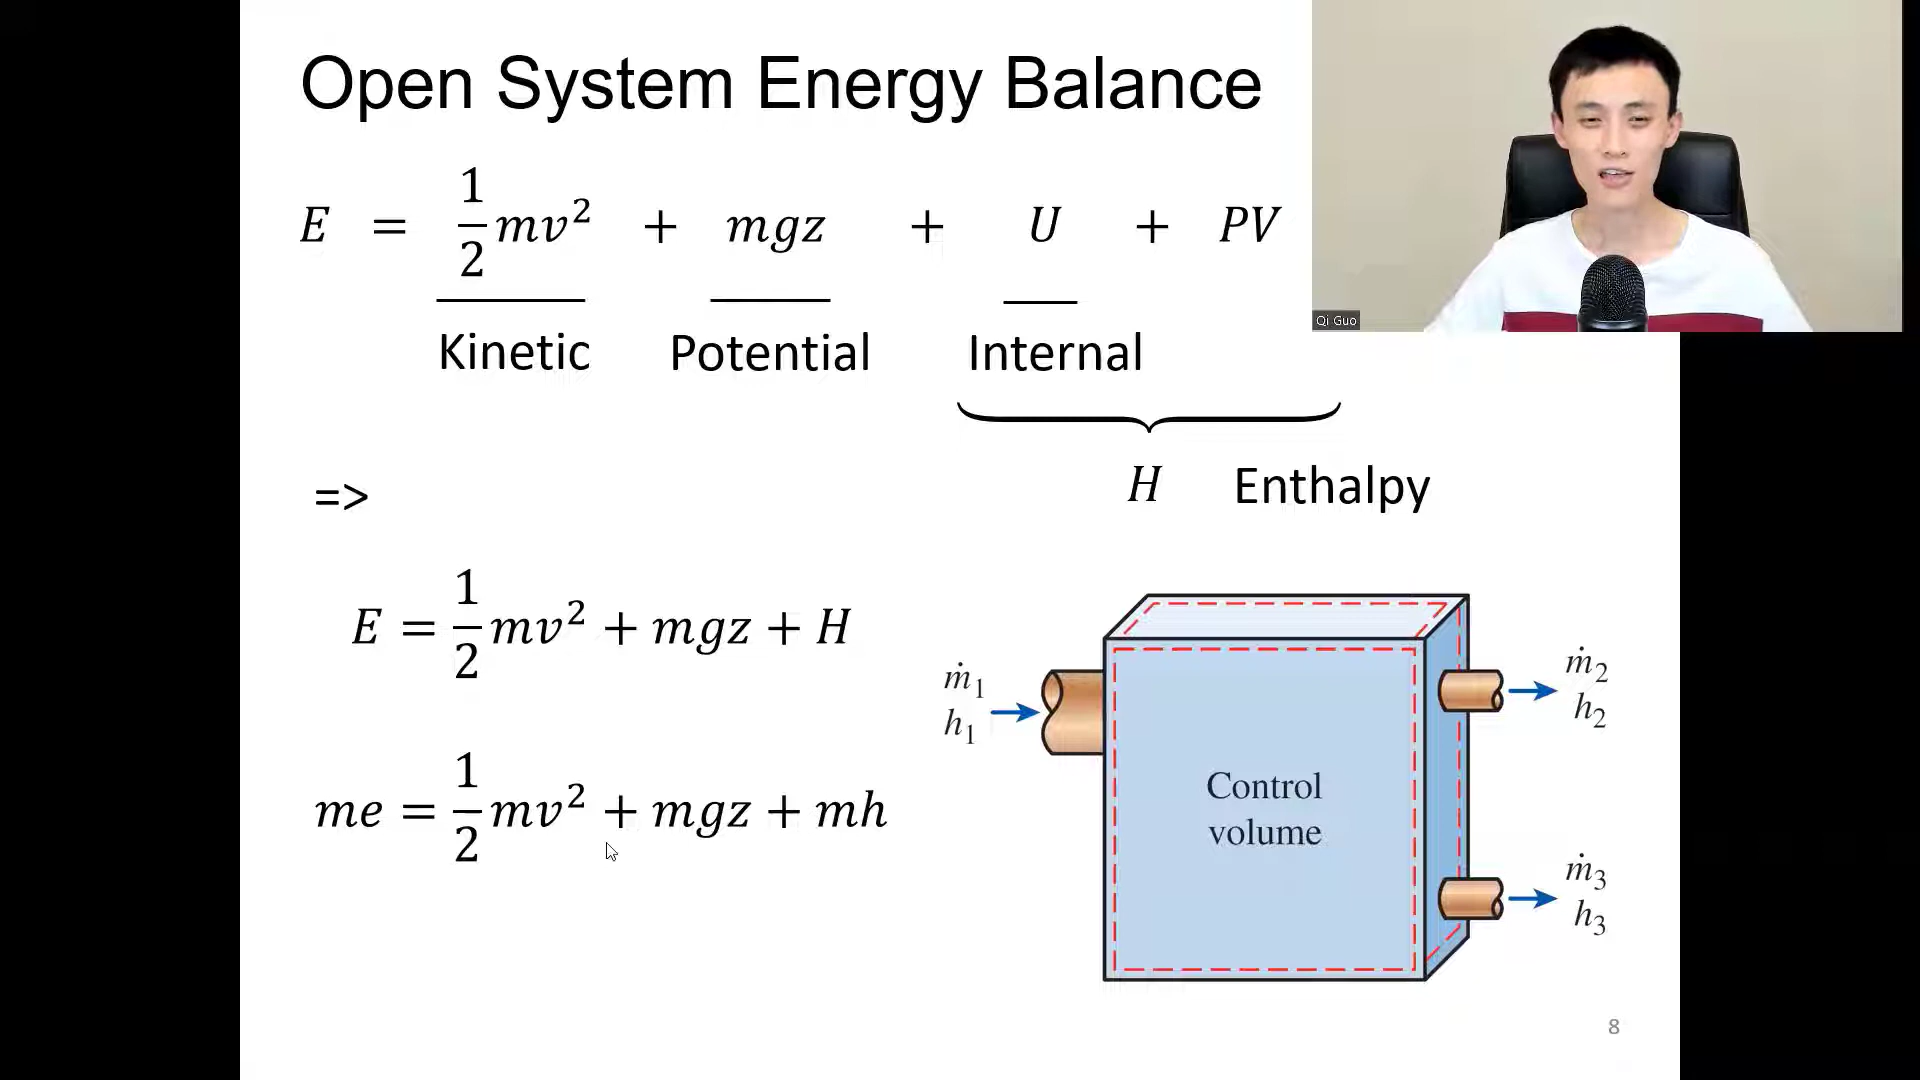 Open System Energy Balance
E = 1/2 mv² + mgz + U + PV
Kinetic Potential Internal
Qi Guo
H Enthalpy
=>
E = 1/2 mv² + mgz + H
me = 1/2 mv² + mgz + mh
ṁ₁
h₁
Control
volume
ṁ₂
h₂
ṁ₃
h₃
8